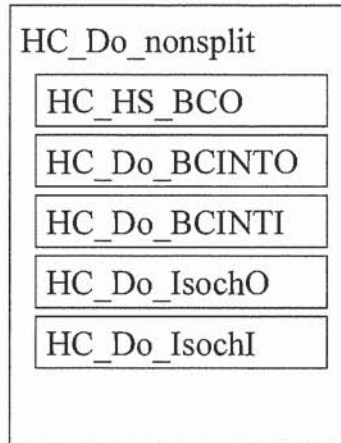 HC_Do_nonsplit
HC_HS_BCO
HC_Do_BCINTO
HC_Do_BCINTI
HC_Do_IsochO
HC_Do_IsochI